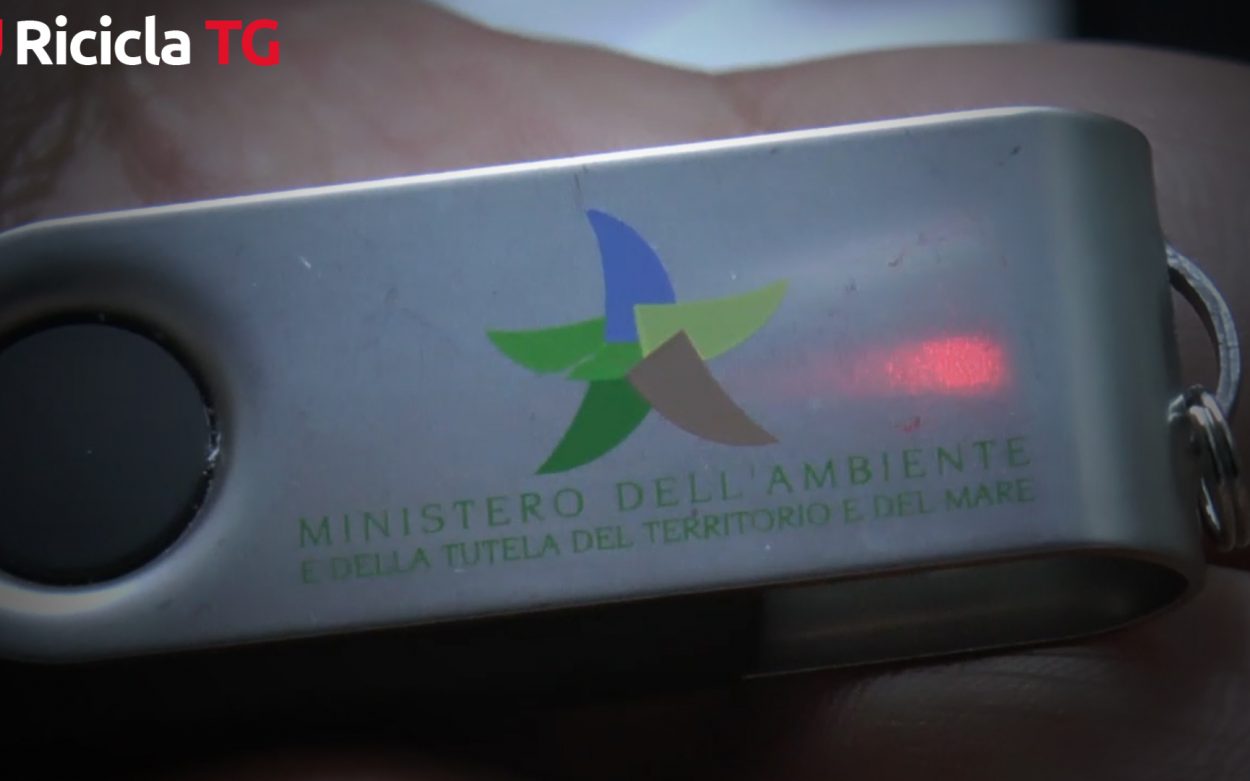 Ricicla TG
MINISTERO DELL'AMBIENTE
E DELLA TUTELA DEL TERRITORIO E DEL MARE